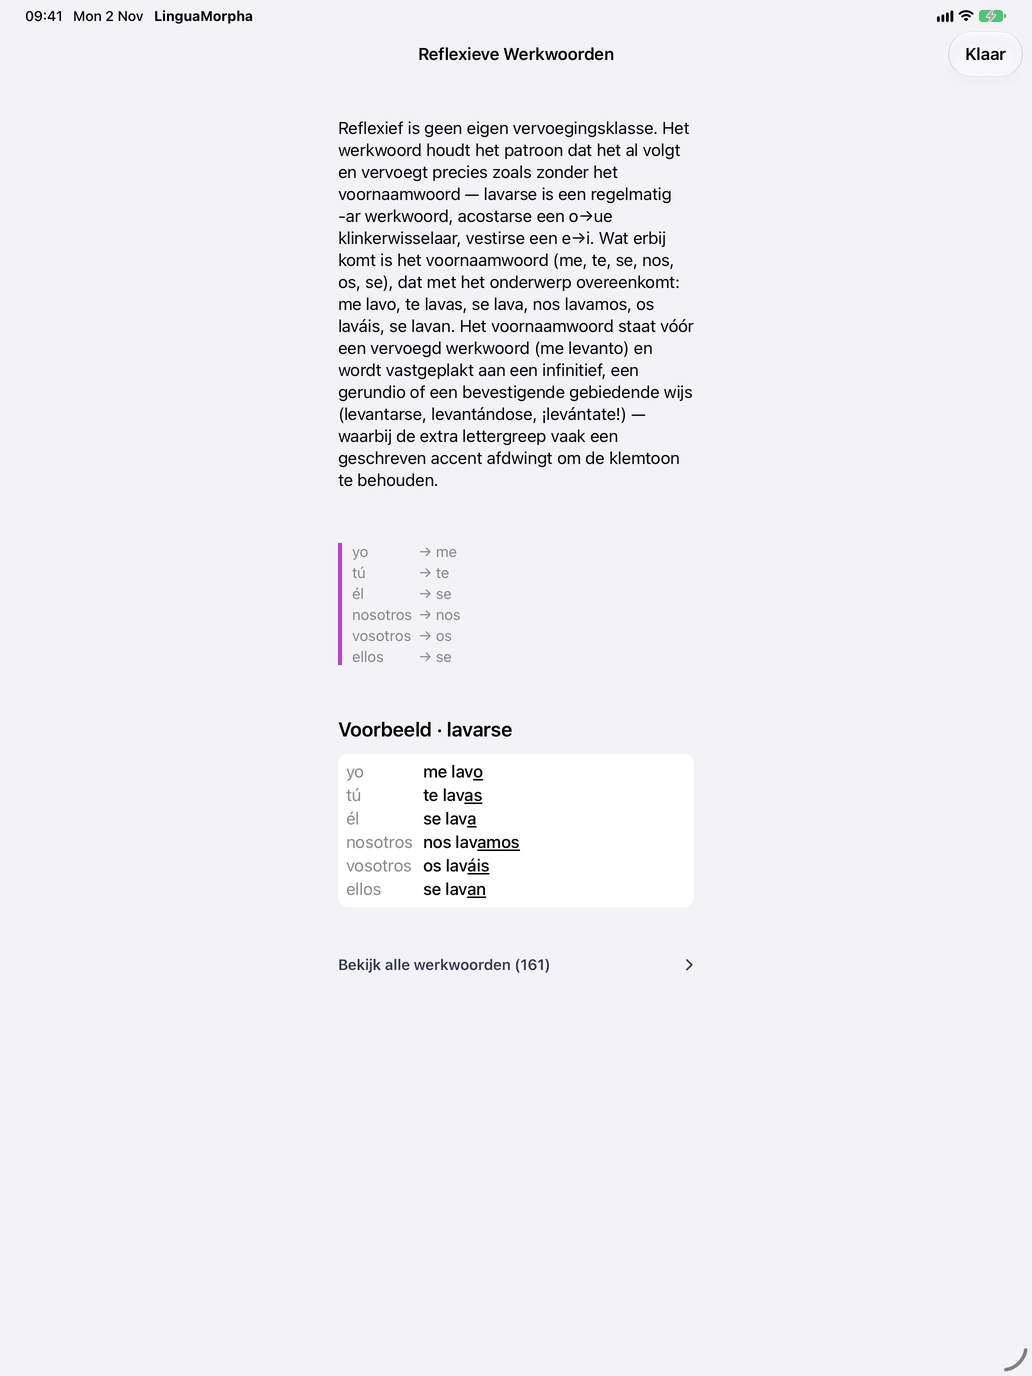 09:41 Mon 2 Nov LinguaMorpha
Reflexieve Werkwoorden
Klaar
Reflexief is geen eigen vervoegingsklasse. Het
werkwoord houdt het patroon dat het al volgt
en vervoegt precies zoals zonder het
voornaamwoord — lavarse is een regelmatig
-ar werkwoord, acostarse een o→ue
klinkerwisselaar, vestirse een e→i. Wat erbij
komt is het voornaamwoord (me, te, se, nos,
os, se), dat met het onderwerp overeenkomt:
me lavo, te lavas, se lava, nos lavamos, os
laváis, se lavan. Het voornaamwoord staat vóór
een vervoegd werkwoord (me levanto) en
wordt vastgeplakt aan een infinitief, een
gerundio of een bevestigende gebiedende wijs
(levantarse, levantándose, ¡levántate!) —
waarbij de extra lettergreep vaak een
geschreven accent afdwingt om de klemtoon
te behouden.
yo → me
tú → te
él → se
nosotros → nos
vosotros → os
ellos → se
Voorbeeld · lavarse
yo me lavo
tú te lavas
él se lava
nosotros nos lavamos
vosotros os laváis
ellos se lavan
Bekijk alle werkwoorden (161)